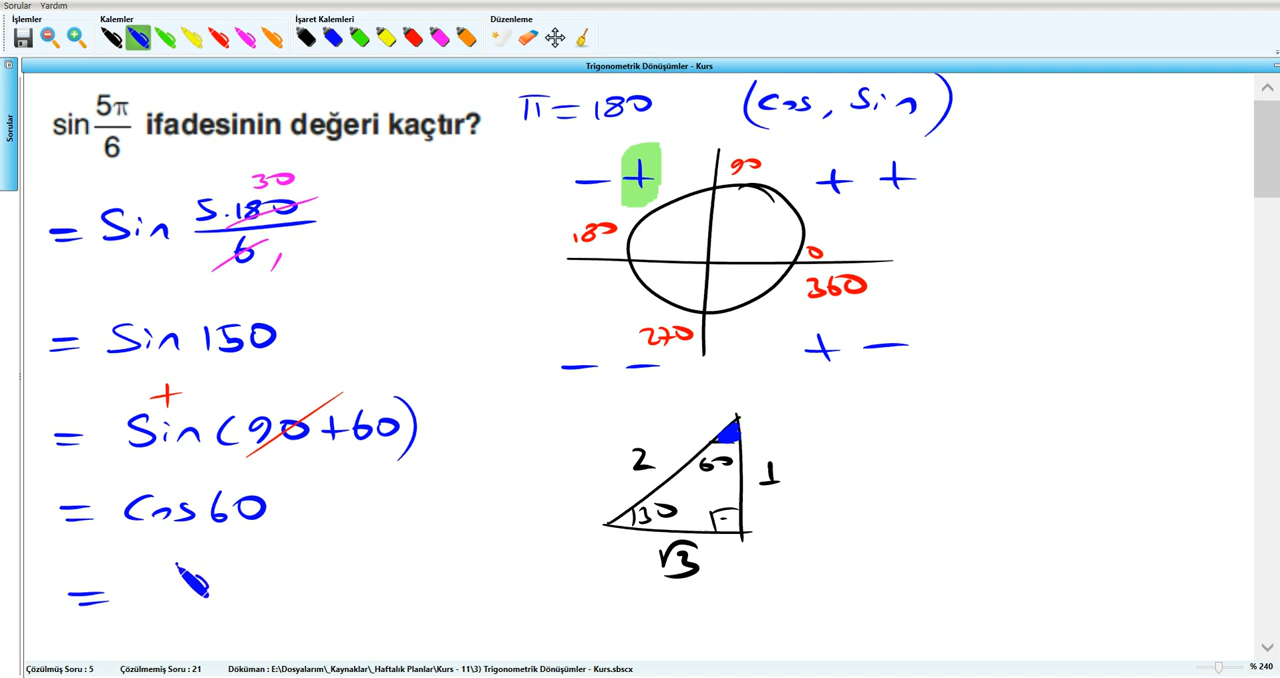 Sorular Yardım
İşlemler Kalemler İşaret Kalemleri Düzenleme
Trigonometrik Dönüşümler - Kurs
Sorular
sin 5π/6 ifadesinin değeri kaçtır?
π = 180 (Cos, Sin)
= Sin 5.180/6
30
1
= Sin 150
+
= Sin (90+60)
= Cos 60
=
- + 90 + +
180 0
360
270
- - + -
2 60 1
30
√3
Çözülmüş Soru : 5 Çözülmemiş Soru : 21 Döküman : E:\Dosyalarım\_Kaynaklar\_Haftalık Planlar\Kurs - 11\3) Trigonometrik Dönüşümler - Kurs.sbscx % 240